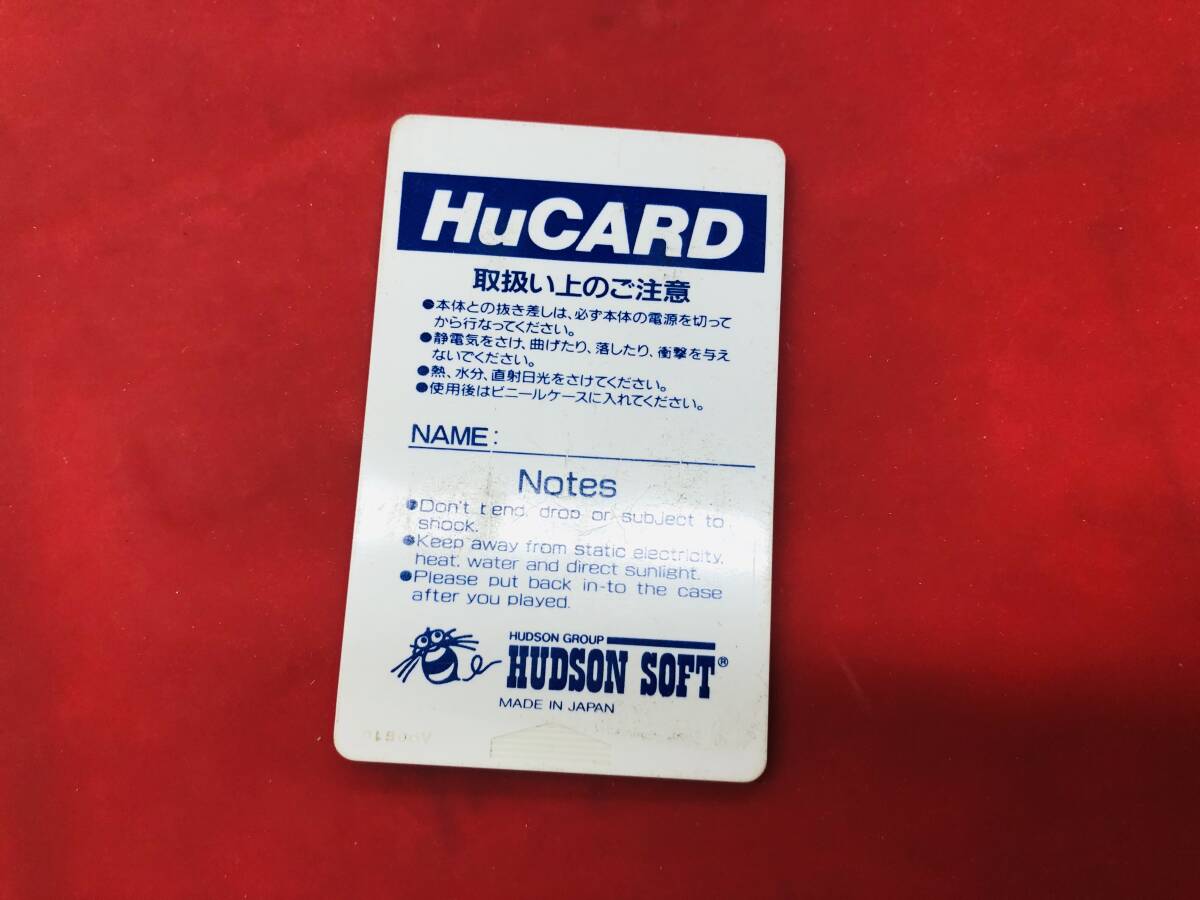 HuCARD
取扱い上のご注意
●本体との抜き差しは、必ず本体の電源を切って
から行なってください。
●静電気をさけ、曲げたり、落したり、衝撃を与え
ないでください。
●熱、水分、直射日光をさけてください。
●使用後はビニールケースに入れてください。
NAME:
Notes
●Don't bend, drop or subject to
shock.
●Keep away from static electricity,
heat, water and direct sunlight.
●Please put back in-to the case
after you played.
HUDSON GROUP
HUDSON SOFT®
MADE IN JAPAN